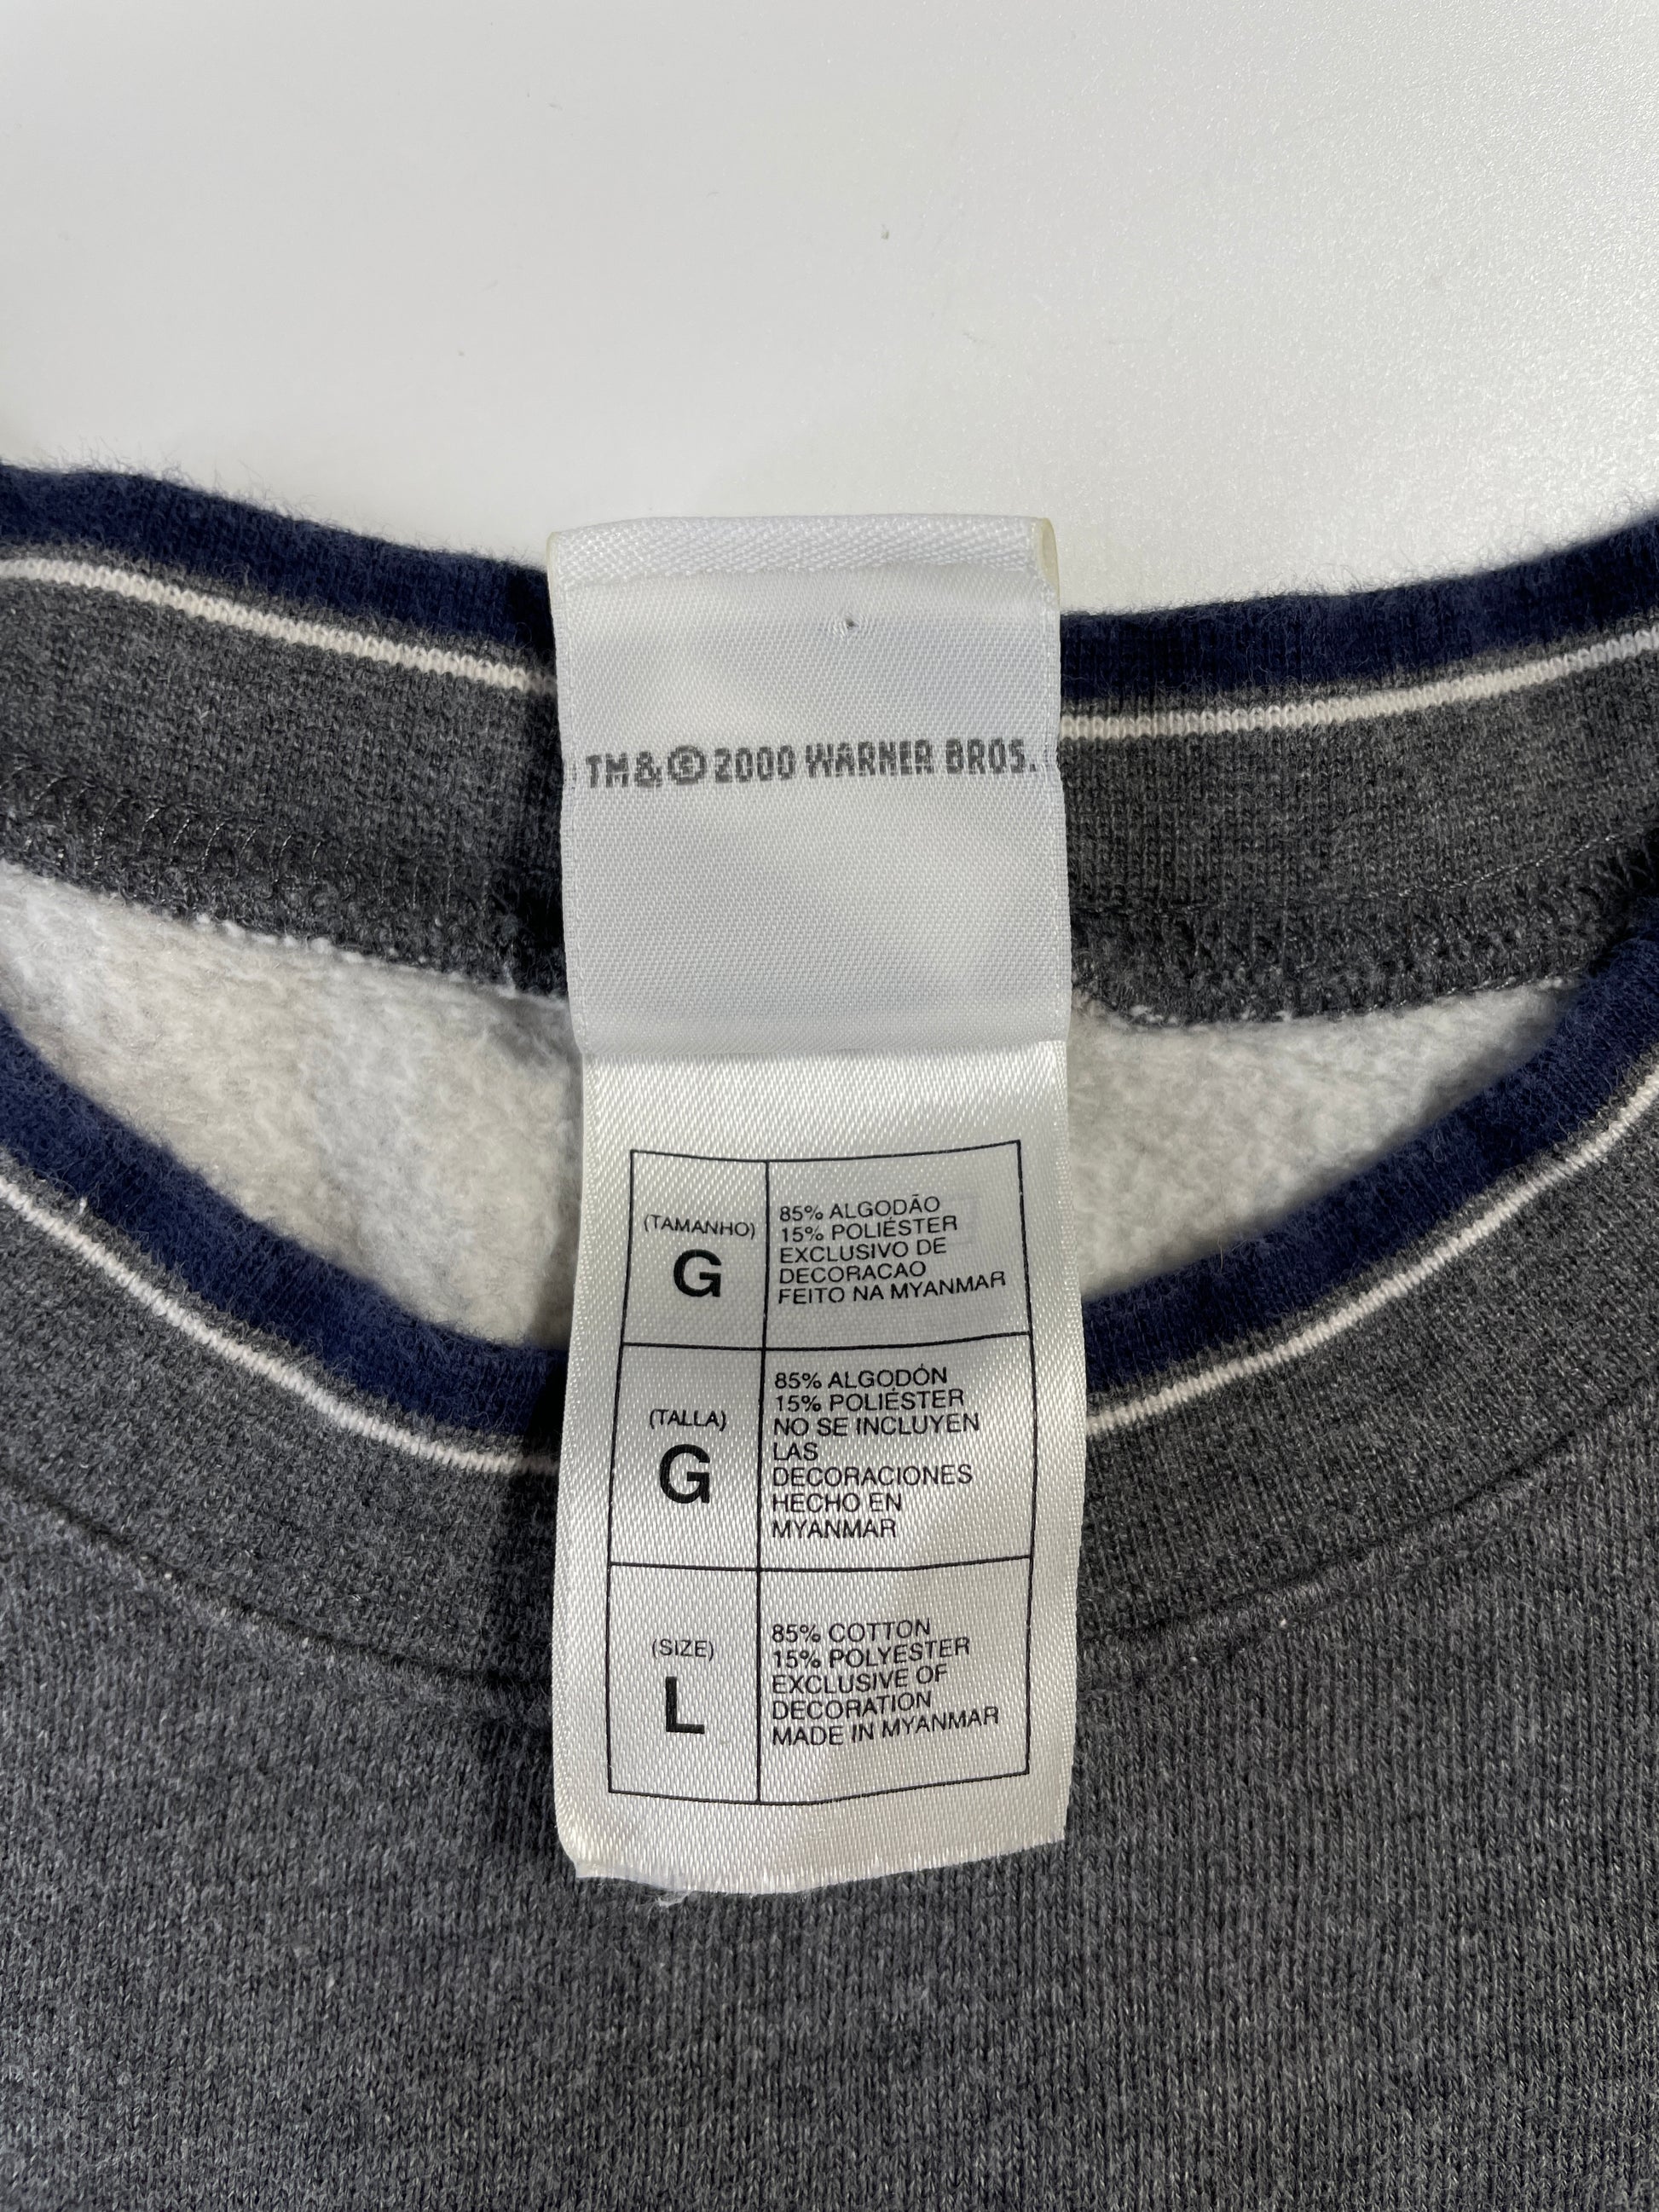 TM & © 2000 WARNER BROS.
(TAMANHO)
G
85% ALGODÃO
15% POLIÉSTER
EXCLUSIVO DE
DECORACAO
FEITO NA MYANMAR
(TALLA)
G
85% ALGODÓN
15% POLIÉSTER
NO SE INCLUYEN
LAS
DECORACIONES
HECHO EN
MYANMAR
(SIZE)
L
85% COTTON
15% POLYESTER
EXCLUSIVE OF
DECORATION
MADE IN MYANMAR